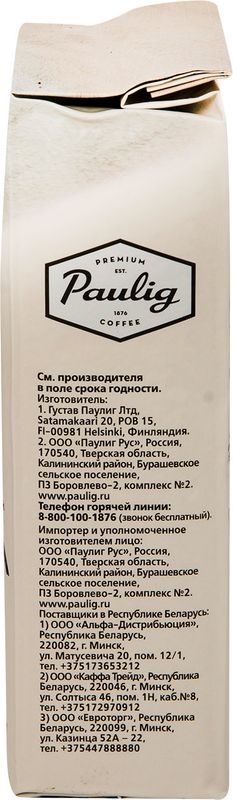 PREMIUM
EST.
Paulig
1876
COFFEE
См. производителя
в поле срока годности.
Изготовитель:
1. Густав Паулиг Лтд,
Satamakaari 20, POB 15,
FI-00981 Helsinki, Финляндия.
2. ООО «Паулиг Рус», Россия,
170540, Тверская область,
Калининский район, Бурашевское
сельское поселение,
ПЗ Боровлево-2, комплекс №2.
www.paulig.ru
Телефон горячей линии:
8-800-100-1876 (звонок бесплатный).
Импортер и уполномоченное
изготовителем лицо:
ООО «Паулиг Рус», Россия,
170540, Тверская область,
Калининский район, Бурашевское
сельское поселение,
ПЗ Боровлево-2, комплекс №2.
www.paulig.ru
Поставщики в Республике Беларусь:
1) ООО «Альфа-Дистрибьюция»,
Республика Беларусь,
220082, г. Минск,
ул. Матусевича 20, пом. 12/1,
тел. +375173653212
2) ООО «Каффа Трейд», Республика
Беларусь, 220046, г. Минск,
ул. Солтыса 46, пом. 1Н, каб.№8,
тел. +375172970912
3) ООО «Евроторг», Республика
Беларусь, 220099, г. Минск,
ул. Казинца 52А – 22,
тел. +375447888880